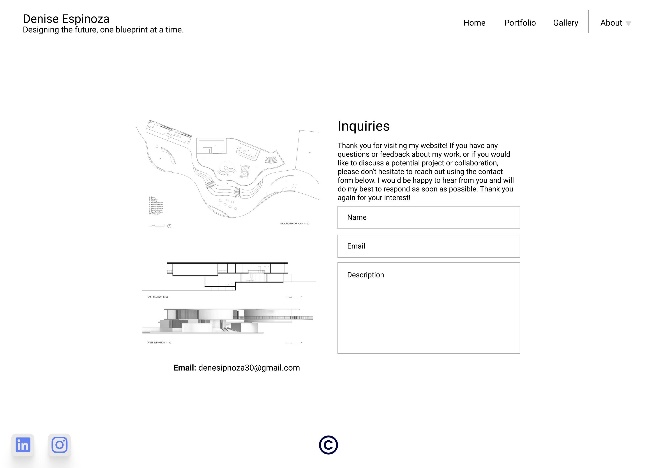 Denise Espinoza
Designing the future, one blueprint at a time.
Home Portfolio Gallery About
Inquiries
Thank you for visiting my website! If you have any
questions or feedback about my work, or if you would
like to discuss a potential project or collaboration,
please don't hesitate to reach out using the contact
form below. I would be happy to hear from you and will
do my best to respond as soon as possible. Thank you
again for your interest!
Name
Email
Description
Email: denesipnoza30@gmail.com
in
©